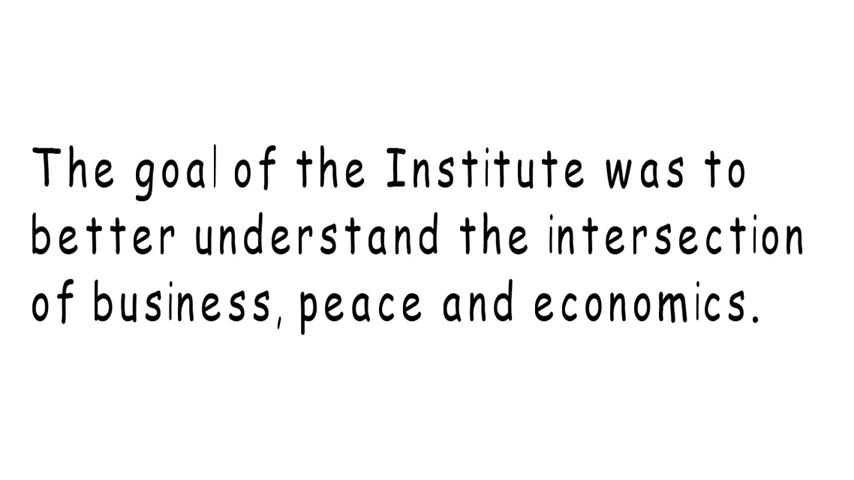 The goal of the Institute was to
better understand the intersection
of business, peace and economics.